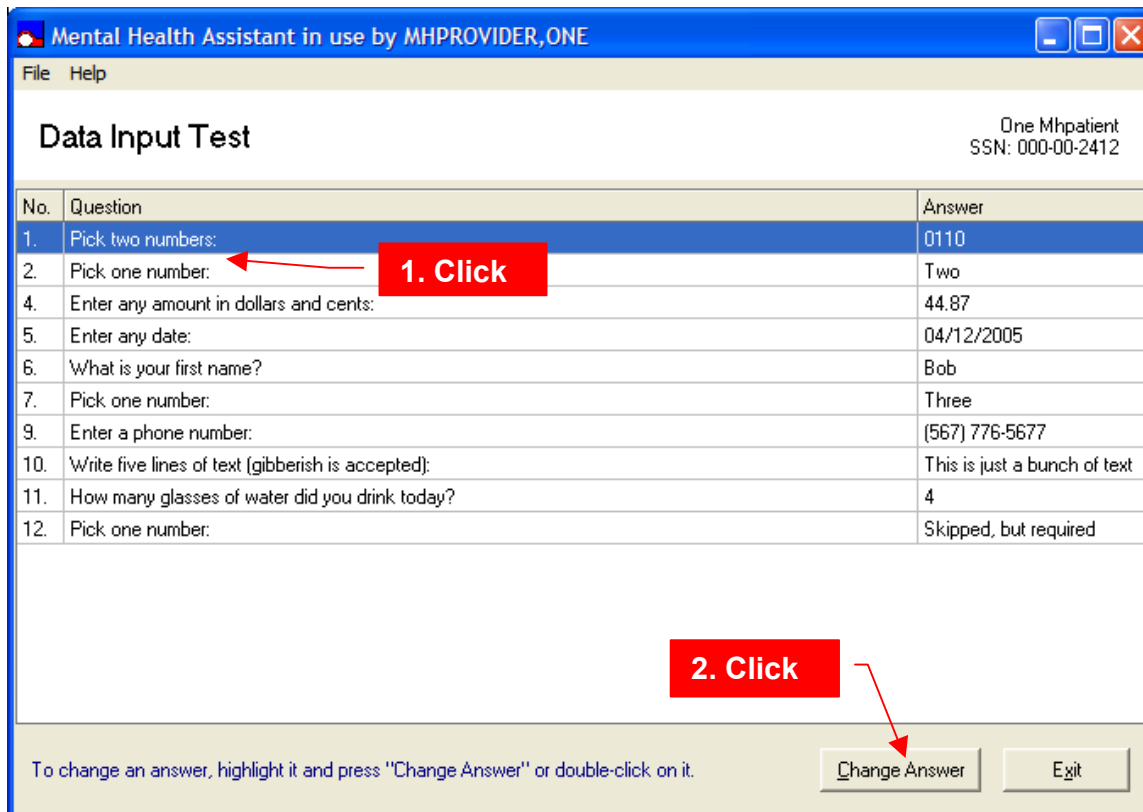 Mental Health Assistant in use by MHPROVIDER,ONE
File Help
Data Input Test
One Mhpatient
SSN: 000-00-2412
No. Question Answer
1. Pick two numbers: 0110
1. Click
2. Pick one number: Two
4. Enter any amount in dollars and cents: 44.87
5. Enter any date: 04/12/2005
6. What is your first name? Bob
7. Pick one number: Three
9. Enter a phone number: (567) 776-5677
10. Write five lines of text (gibberish is accepted): This is just a bunch of text
11. How many glasses of water did you drink today? 4
12. Pick one number: Skipped, but required
2. Click
To change an answer, highlight it and press "Change Answer" or double-click on it. Change Answer Exit